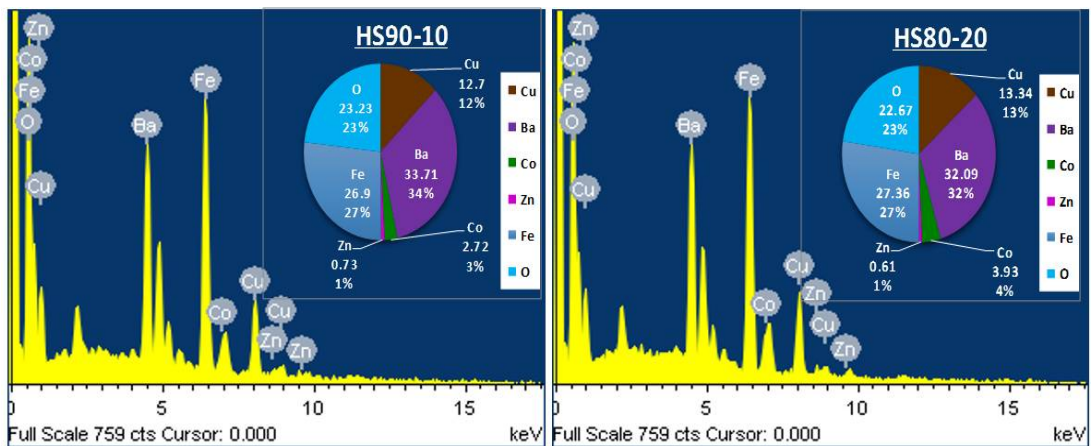 HS90-10
Zn
Co
Fe
O
Cu
Ba
Fe
Co
Cu
Cu
Zn
Zn
Cu
12.7
12%
O
23.23
23%
Ba
33.71
34%
Fe
26.9
27%
Co
2.72
3%
Zn
0.73
1%
Cu
Ba
Co
Zn
Fe
O
0 5 10 15
Full Scale 759 cts Cursor: 0.000 keV
HS80-20
Zn
Co
Fe
O
Cu
Ba
Fe
Co
Cu
Zn
Cu
Zn
Cu
13.34
13%
O
22.67
23%
Ba
32.09
32%
Fe
27.36
27%
Zn
0.61
1%
Co
3.93
4%
Cu
Ba
Co
Zn
Fe
O
0 5 10 15
Full Scale 759 cts Cursor: 0.000 keV